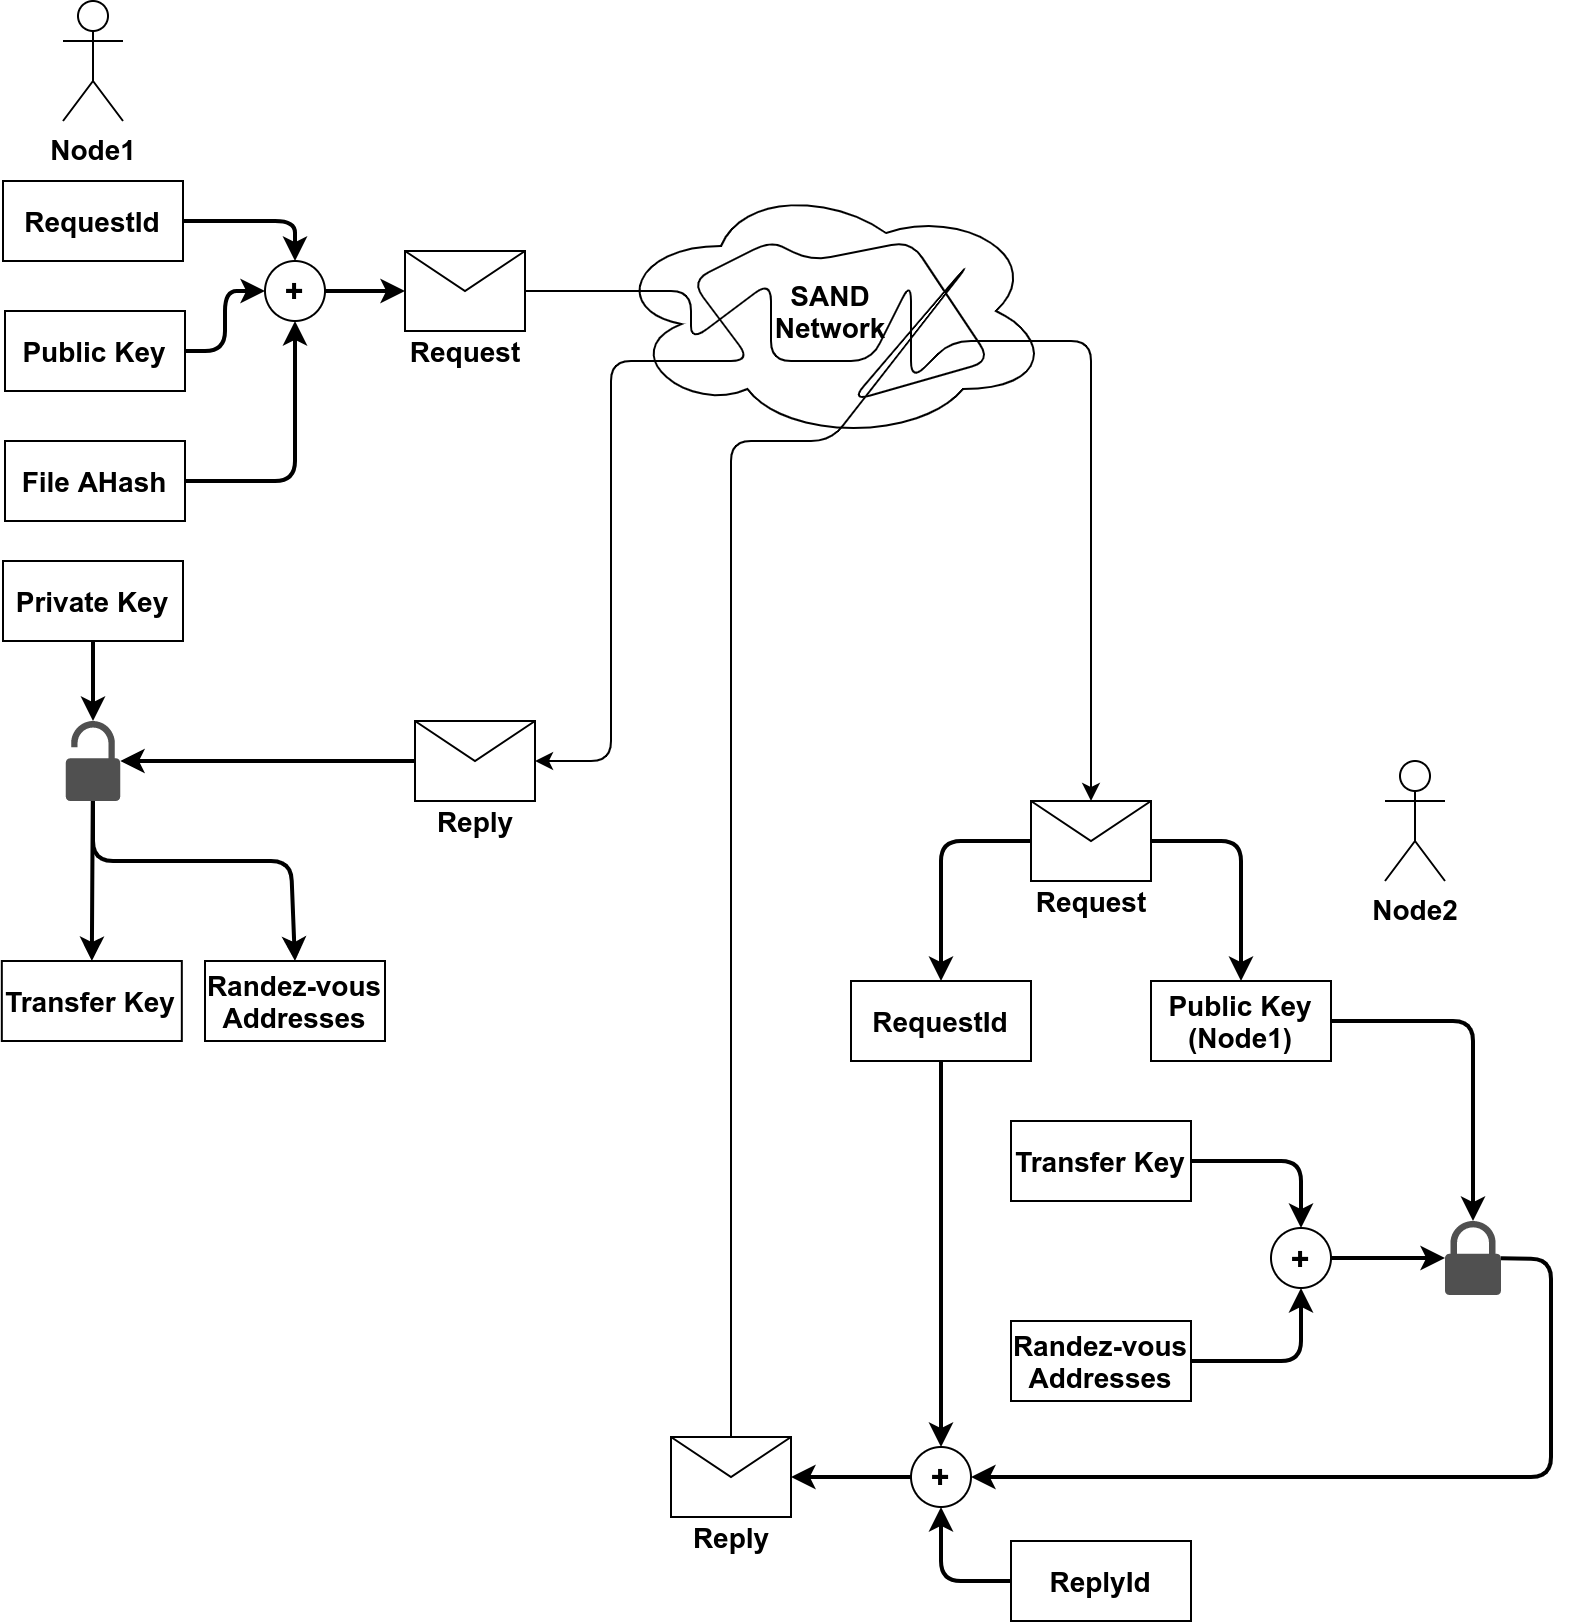 Node1
RequestId
+
Public Key
Request
File AHash
SAND
Network
Private Key
Reply
Transfer Key
Randez-vous
Addresses
Request
Node2
RequestId
Public Key
(Node1)
Transfer Key
+
Randez-vous
Addresses
+
Reply
ReplyId